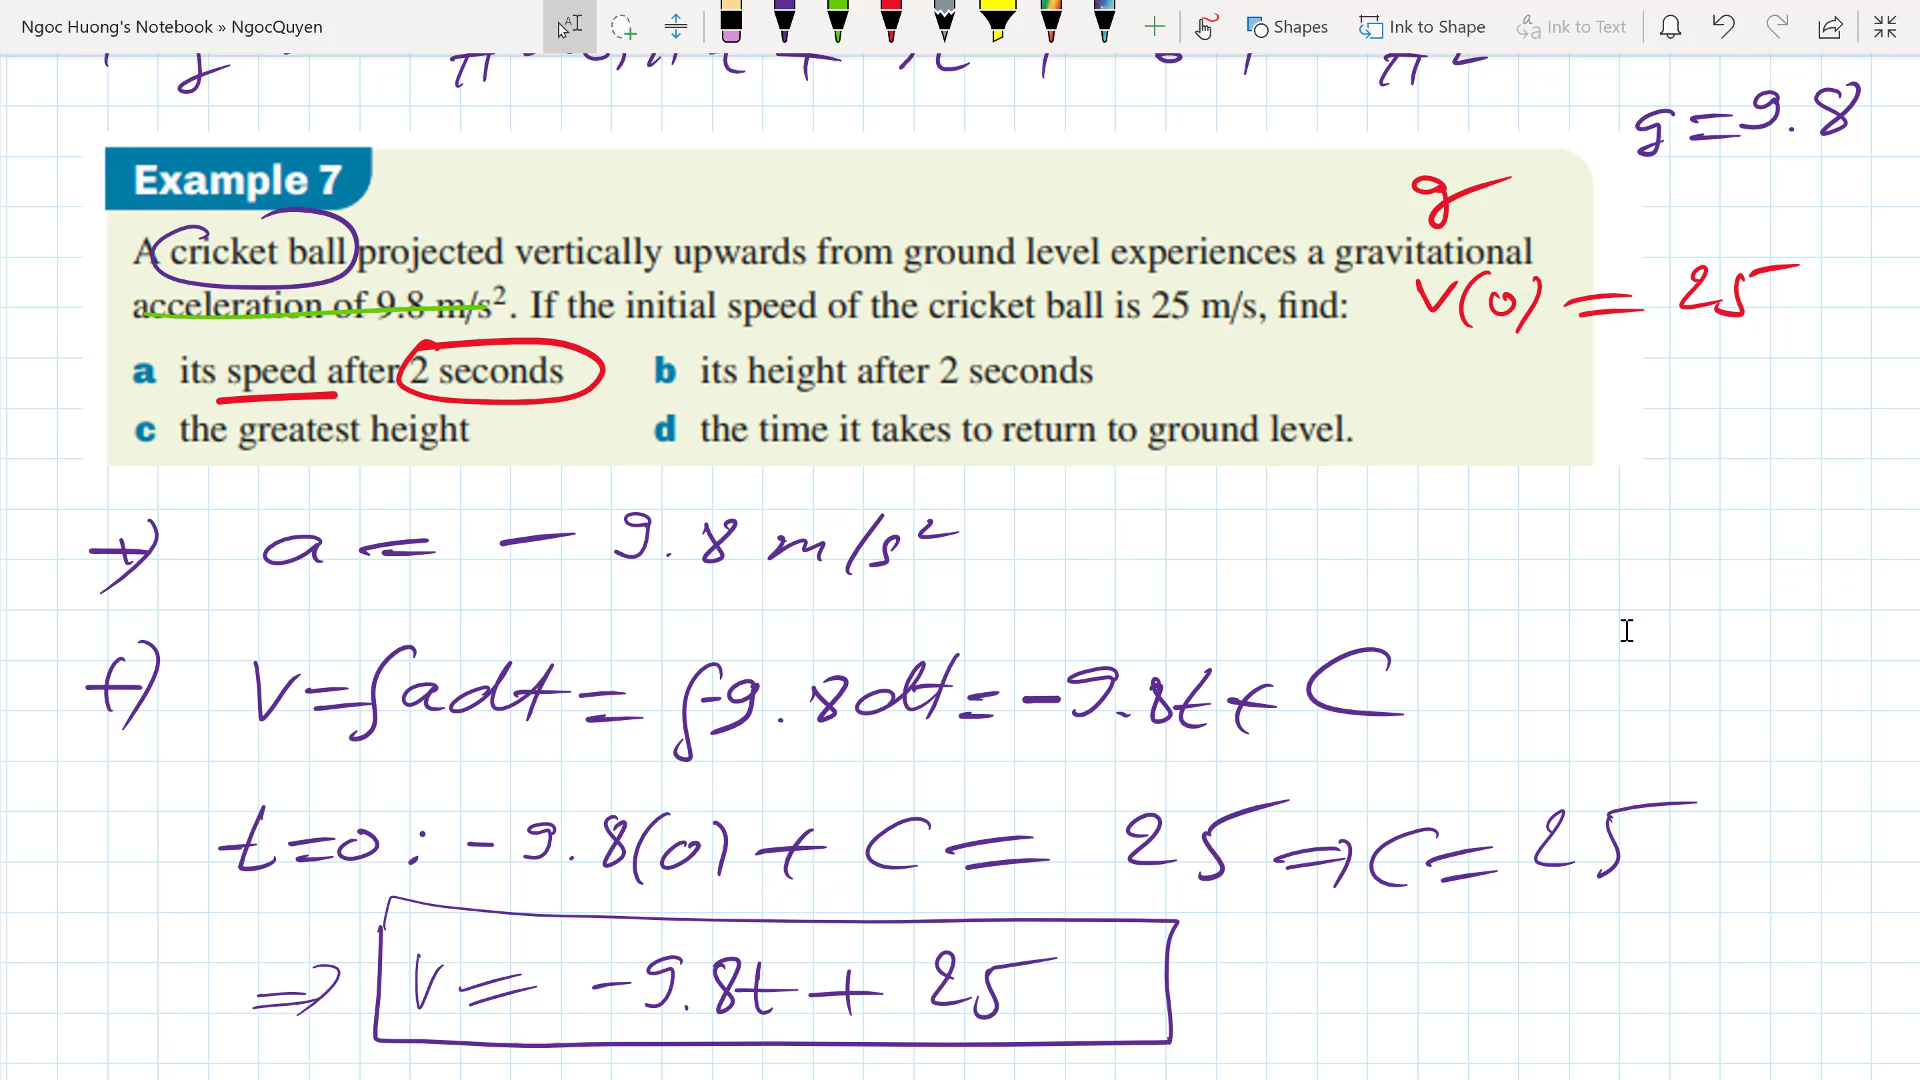 Ngoc Huong's Notebook » NgocQuyen
Shapes
Ink to Shape
Ink to Text
g = 9.8
Example 7
g
A cricket ball projected vertically upwards from ground level experiences a gravitational
acceleration of 9.8 m/s². If the initial speed of the cricket ball is 25 m/s, find:
v(0) = 25
a its speed after 2 seconds
b its height after 2 seconds
c the greatest height
d the time it takes to return to ground level.
+) a = - 9.8 m/s²
+) V = ∫ a dt = ∫ -9.8 dt = -9.8t + C
t=0 : -9.8(0) + C = 25 ⇒ C = 25
⇒ V = -9.8t + 25